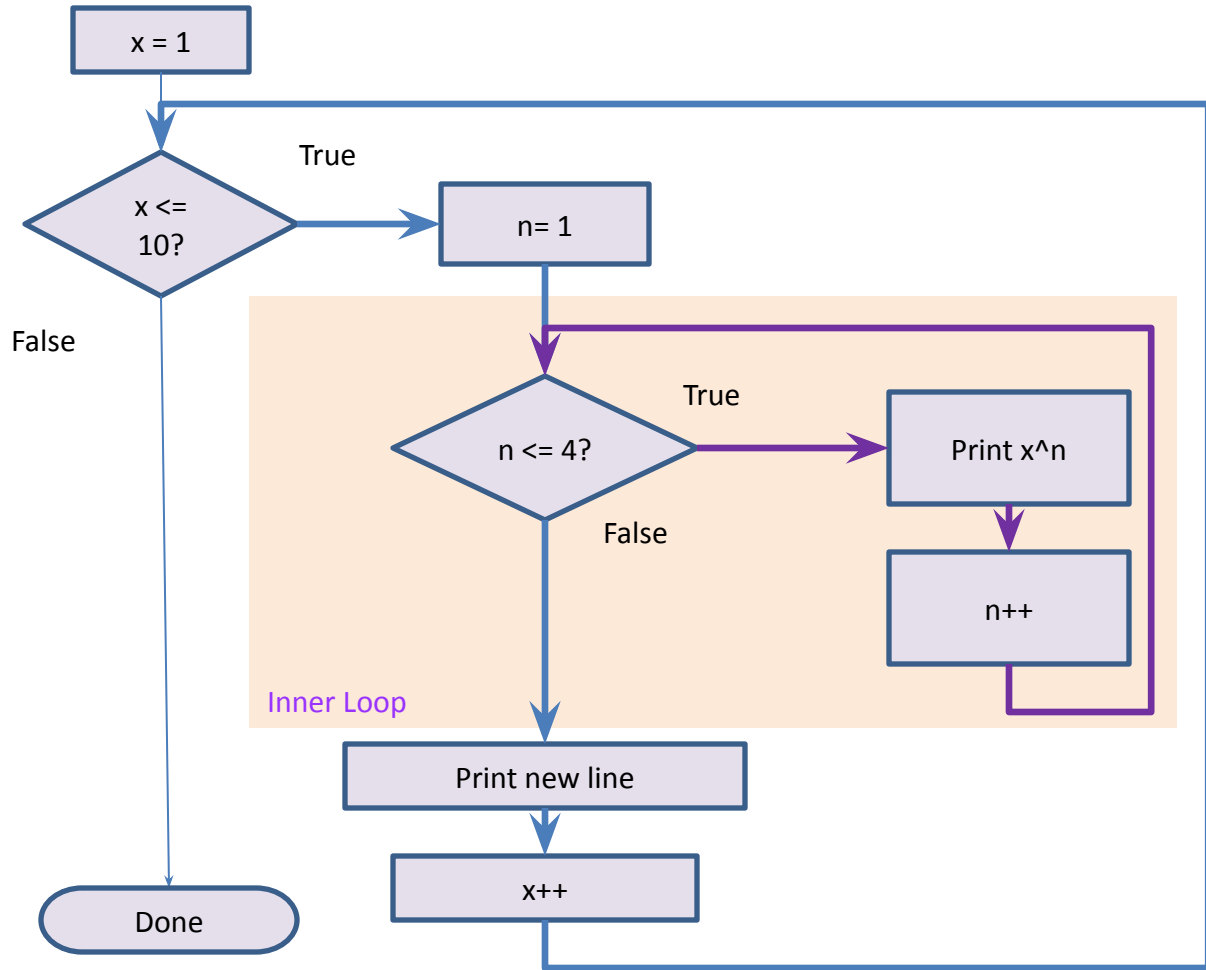 x = 1
True
x <=
10?
n= 1
False
True
n <= 4?
Print x^n
False
n++
Inner Loop
Print new line
x++
Done